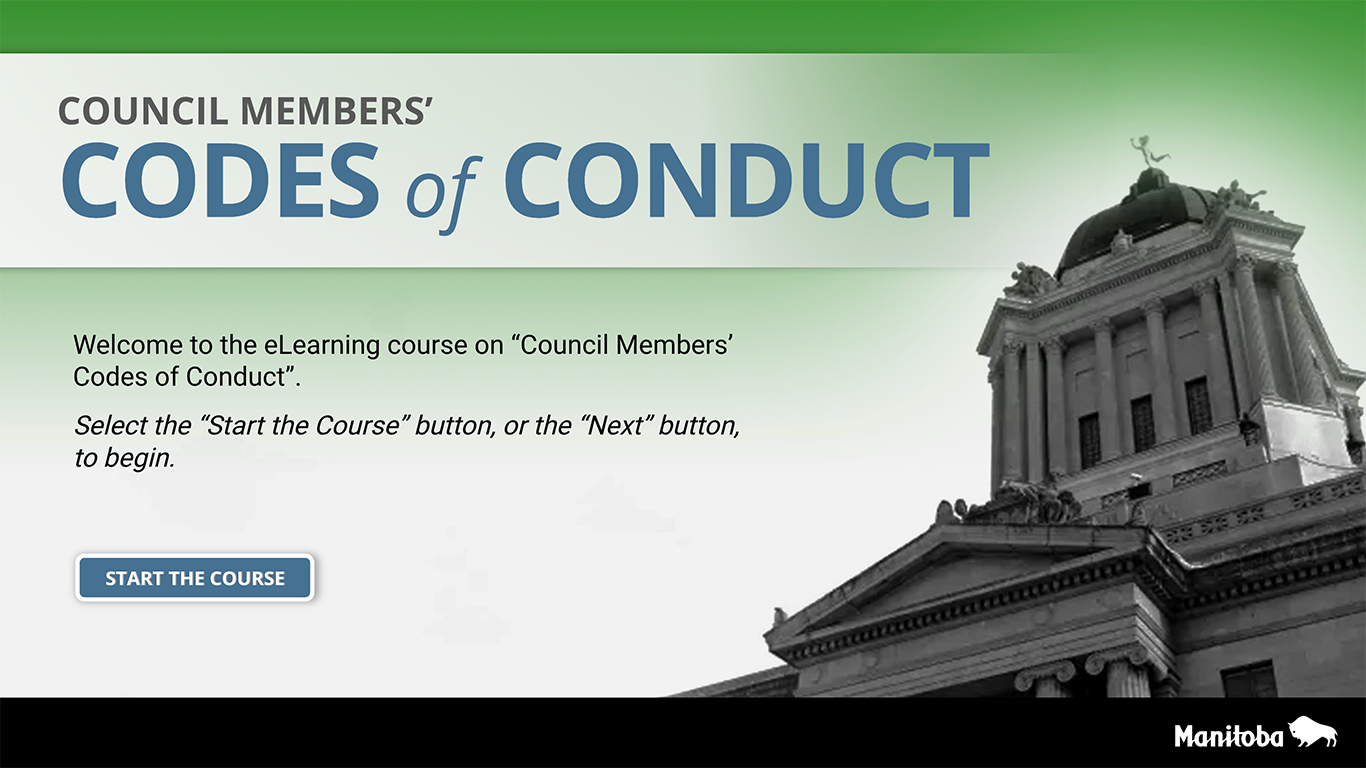 COUNCIL MEMBERS’
CODES of CONDUCT
Welcome to the eLearning course on “Council Members’
Codes of Conduct”.
Select the “Start the Course” button, or the “Next” button,
to begin.
START THE COURSE
Manitoba